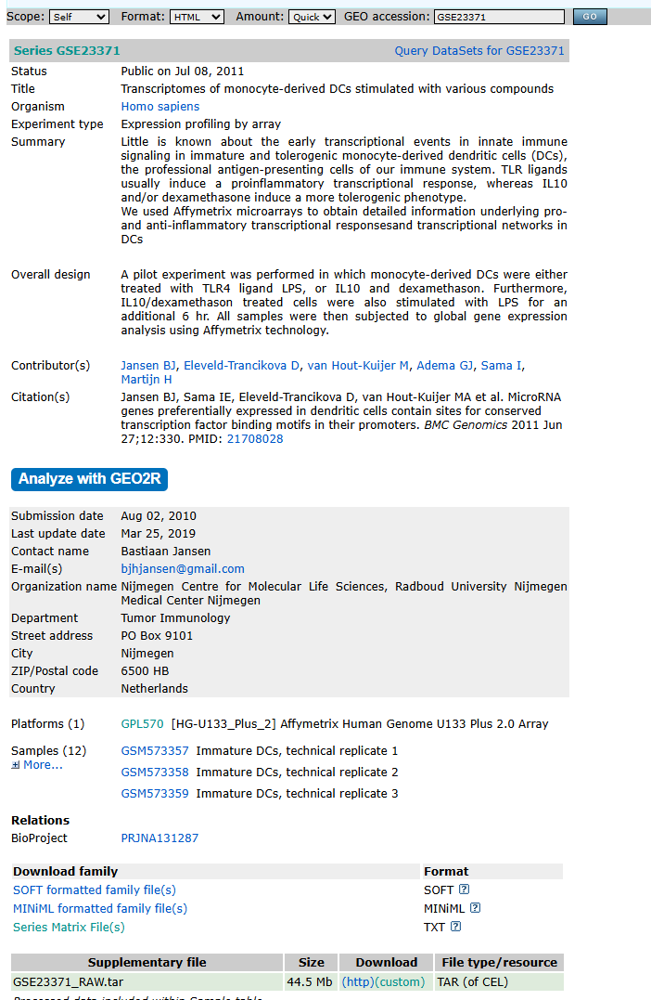 Scope: Self Format: HTML Amount: Quick GEO accession: GSE23371 GO
Series GSE23371 Query DataSets for GSE23371
Status Public on Jul 08, 2011
Title Transcriptomes of monocyte-derived DCs stimulated with various compounds
Organism Homo sapiens
Experiment type Expression profiling by array
Summary Little is known about the early transcriptional events in innate immune
signaling in immature and tolerogenic monocyte-derived dendritic cells (DCs),
the professional antigen-presenting cells of our immune system. TLR ligands
usually induce a proinflammatory transcriptional response, whereas IL10
and/or dexamethasone induce a more tolerogenic phenotype.
We used Affymetrix microarrays to obtain detailed information underlying pro-
and anti-inflammatory transcriptional responsesand transcriptional networks in
DCs
Overall design A pilot experiment was performed in which monocyte-derived DCs were either
treated with TLR4 ligand LPS, or IL10 and dexamethason. Furthermore,
IL10/dexamethason treated cells were also stimulated with LPS for an
additional 6 hr. All samples were then subjected to global gene expression
analysis using Affymetrix technology.
Contributor(s) Jansen BJ, Eleveld-Trancikova D, van Hout-Kuijer M, Adema GJ, Sama I,
Martijn H
Citation(s) Jansen BJ, Sama IE, Eleveld-Trancikova D, van Hout-Kuijer MA et al. MicroRNA
genes preferentially expressed in dendritic cells contain sites for conserved
transcription factor binding motifs in their promoters. BMC Genomics 2011 Jun
27;12:330. PMID: 21708028
Analyze with GEO2R
Submission date Aug 02, 2010
Last update date Mar 25, 2019
Contact name Bastiaan Jansen
E-mail(s) bjhjansen@gmail.com
Organization name Nijmegen Centre for Molecular Life Sciences, Radboud University Nijmegen
Medical Center Nijmegen
Department Tumor Immunology
Street address PO Box 9101
City Nijmegen
ZIP/Postal code 6500 HB
Country Netherlands
Platforms (1) GPL570 [HG-U133_Plus_2] Affymetrix Human Genome U133 Plus 2.0 Array
Samples (12) GSM573357 Immature DCs, technical replicate 1
More...
GSM573358 Immature DCs, technical replicate 2
GSM573359 Immature DCs, technical replicate 3
Relations
BioProject PRJNA131287
Download family Format
SOFT formatted family file(s) SOFT ?
MINiML formatted family file(s) MINiML ?
Series Matrix File(s) TXT ?
Supplementary file Size Download File type/resource
GSE23371_RAW.tar 44.5 Mb (http)(custom) TAR (of CEL)